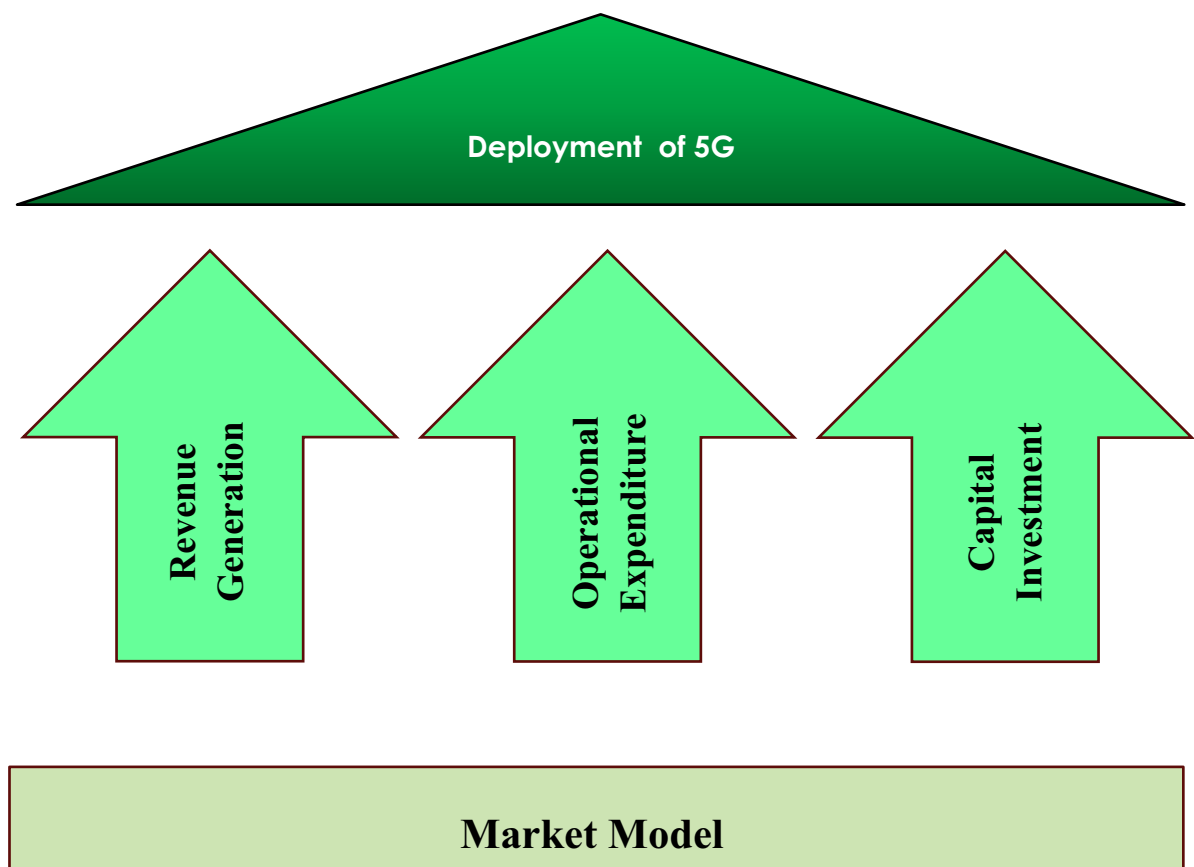 Deployment  of 5G
Revenue
Generation
Operational
Expenditure
Capital
Investment
Market Model